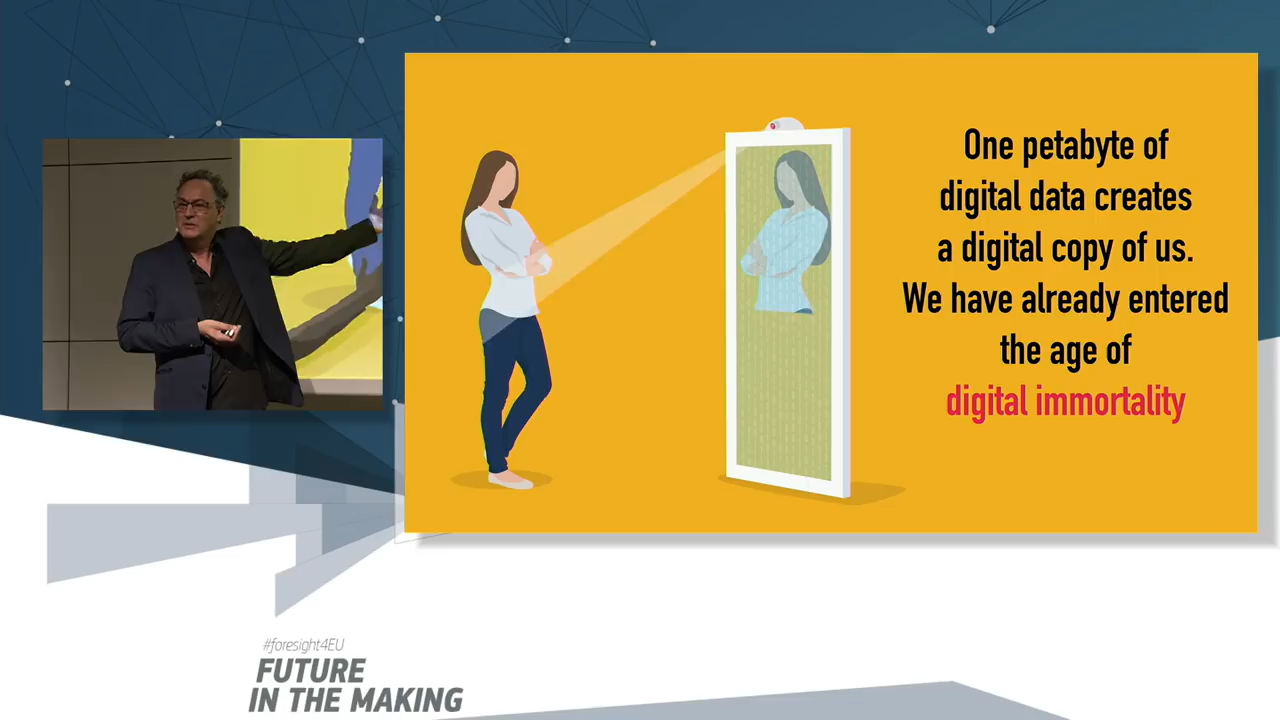 One petabyte of
digital data creates
a digital copy of us.
We have already entered
the age of
digital immortality
#foresight4EU
FUTURE
IN THE MAKING